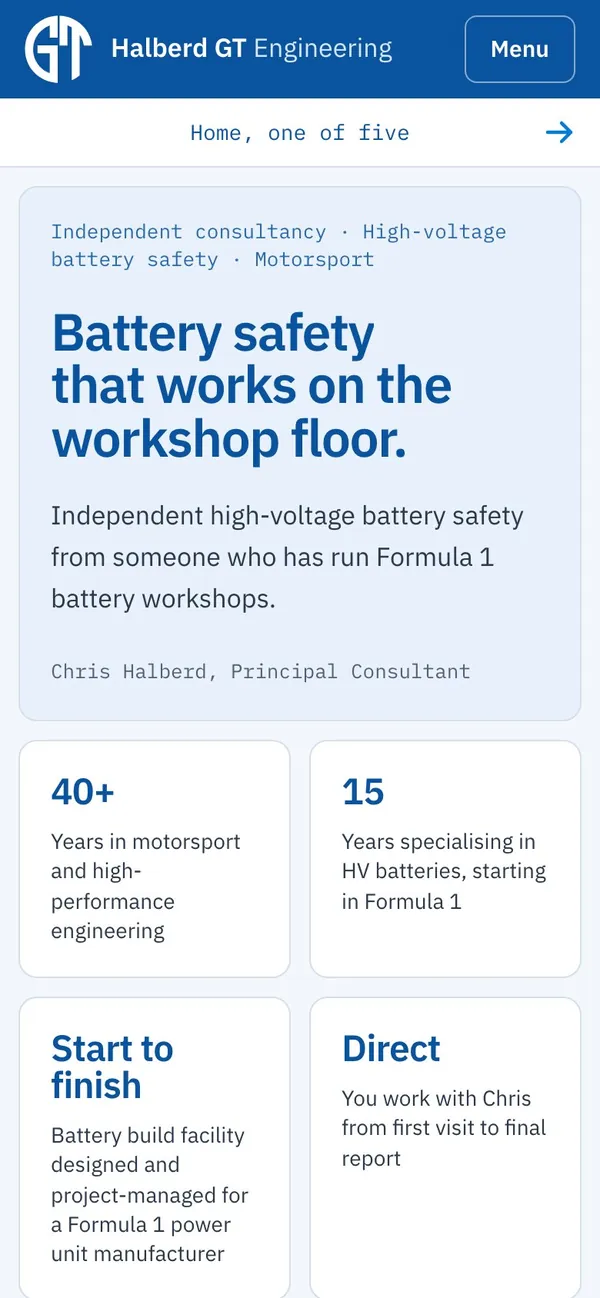 GT
Halberd GT Engineering
Menu
Home, one of five
Independent consultancy · High-voltage
battery safety · Motorsport
Battery safety
that works on the
workshop floor.
Independent high-voltage battery safety
from someone who has run Formula 1
battery workshops.
Chris Halberd, Principal Consultant
40+
Years in motorsport
and high-
performance
engineering
15
Years specialising in
HV batteries, starting
in Formula 1
Start to
finish
Battery build facility
designed and
project-managed for
a Formula 1 power
unit manufacturer
Direct
You work with Chris
from first visit to final
report